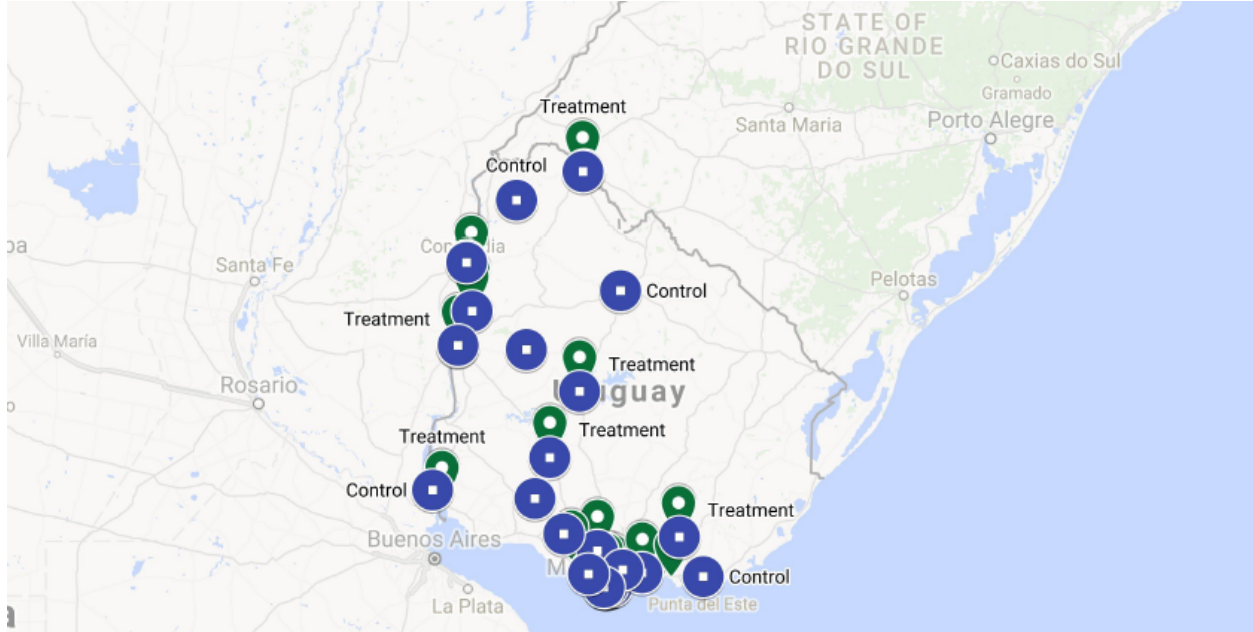 STATE OF
RIO GRANDE
DO SUL
Caxias do Sul
Gramado
Treatment
Santa Maria
Porto Alegre
Control
Santa Fe
Pelotas
Control
Treatment
Villa María
Treatment
Rosario
Treatment
Treatment
Control
Treatment
Buenos Aires
Control
La Plata
Punta del Este